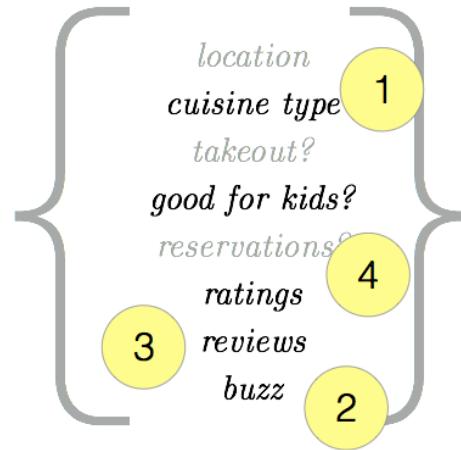 location
cuisine type 1
takeout?
good for kids?
reservations?
ratings 4
3 reviews
buzz 2